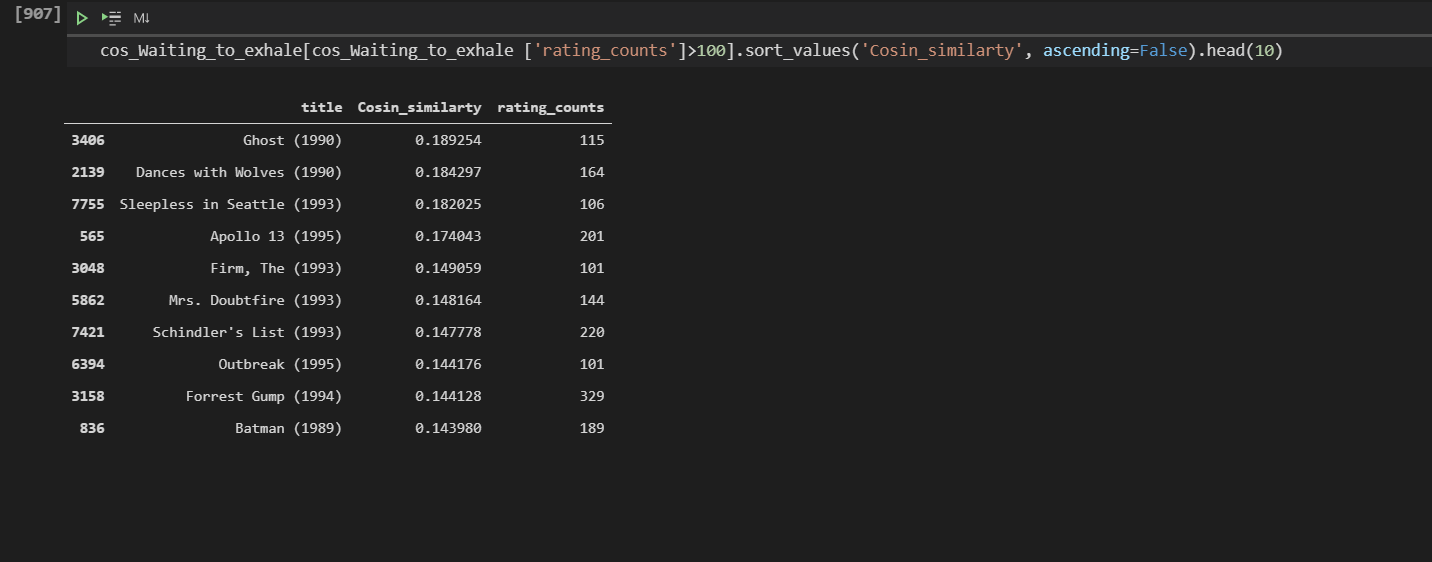 [907]
M↓
cos_Waiting_to_exhale[cos_Waiting_to_exhale ['rating_counts']>100].sort_values('Cosin_similarty', ascending=False).head(10)
title Cosin_similarty rating_counts
3406 Ghost (1990) 0.189254 115
2139 Dances with Wolves (1990) 0.184297 164
7755 Sleepless in Seattle (1993) 0.182025 106
565 Apollo 13 (1995) 0.174043 201
3048 Firm, The (1993) 0.149059 101
5862 Mrs. Doubtfire (1993) 0.148164 144
7421 Schindler's List (1993) 0.147778 220
6394 Outbreak (1995) 0.144176 101
3158 Forrest Gump (1994) 0.144128 329
836 Batman (1989) 0.143980 189